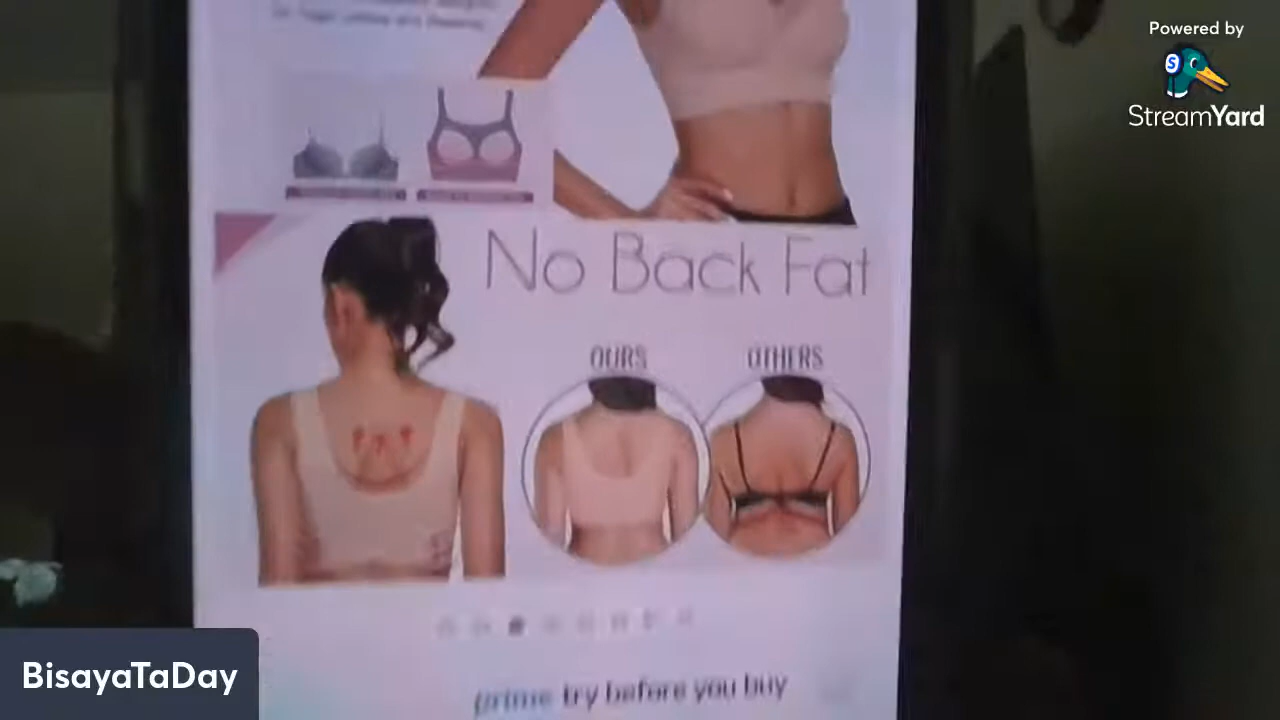 Powered by
StreamYard
No Back Fat
OURS
OTHERS
prime try before you buy
BisayaTaDay